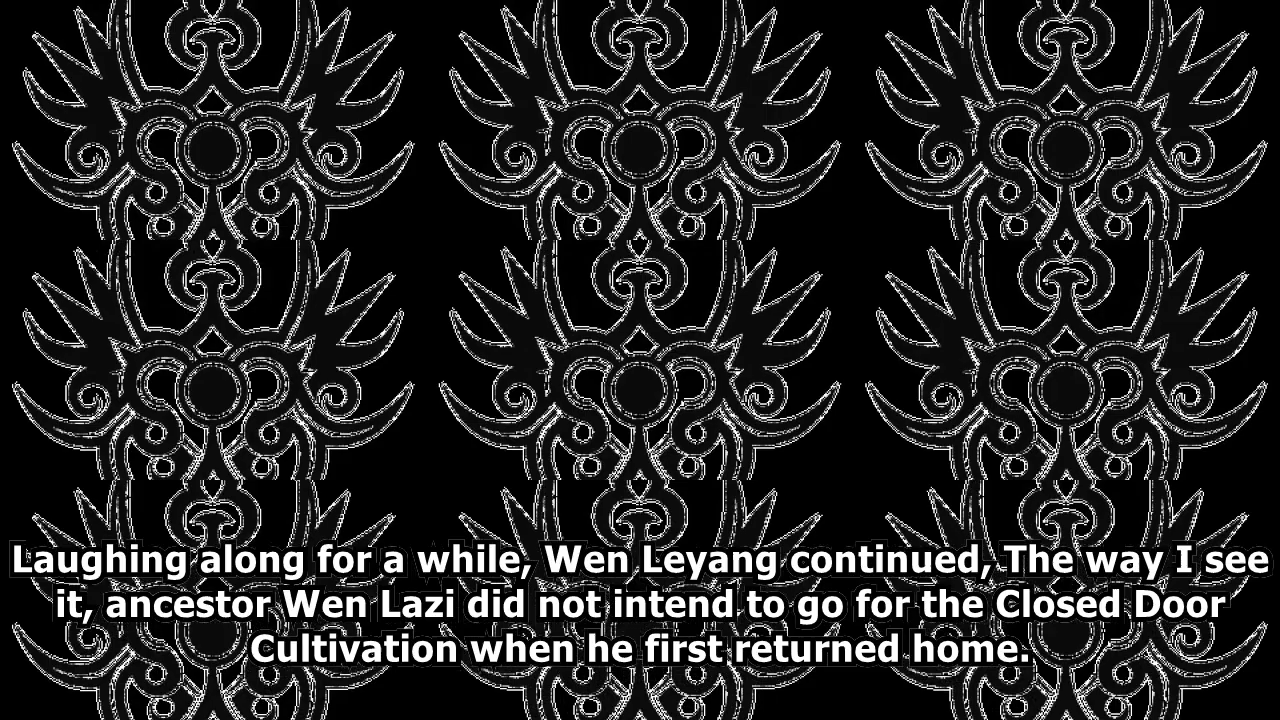 Laughing along for a while, Wen Leyang continued, The way I see
it, ancestor Wen Lazi did not intend to go for the Closed Door
Cultivation when he first returned home.